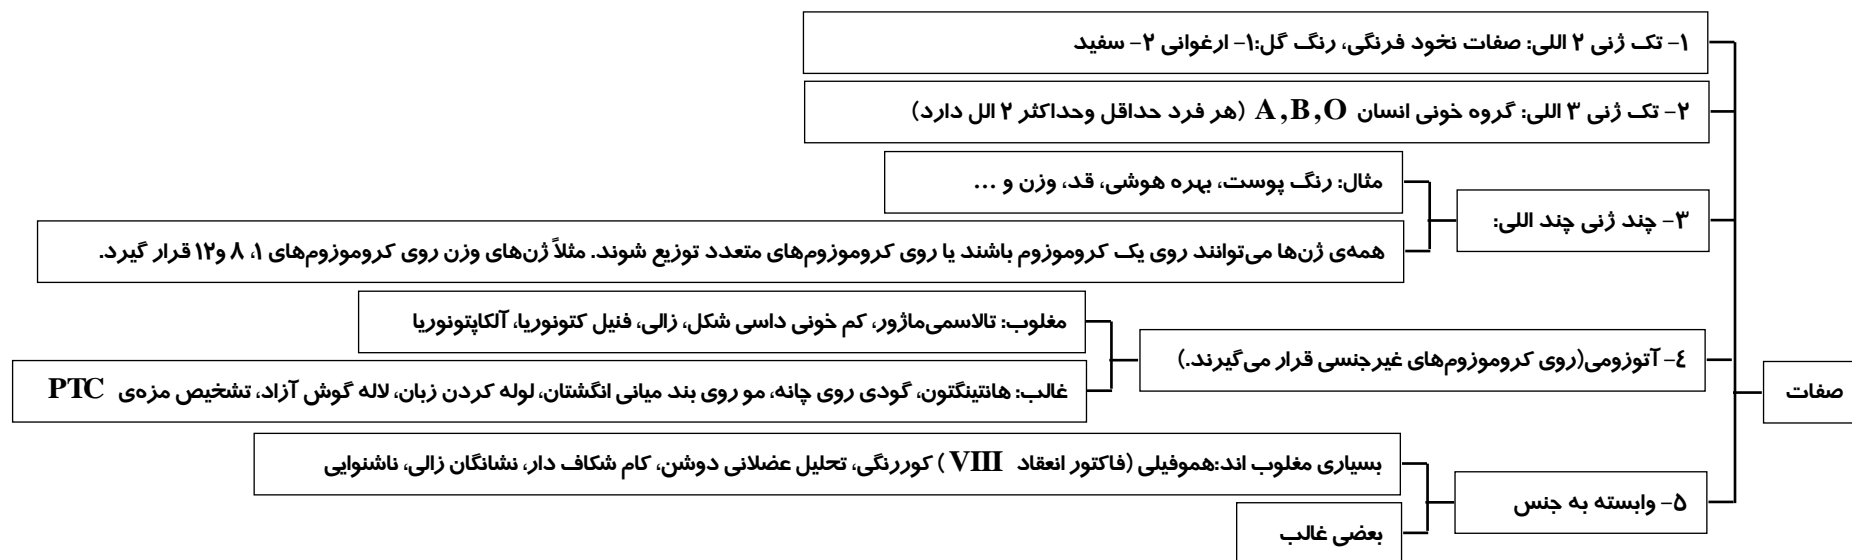 صفات
۱- تک ژنی ۲ اللی: صفات نخود فرنگی، رنگ گل:۱- ارغوانی ۲- سفید
۲- تک ژنی ۳ اللی: گروه خونی انسان A,B,O (هر فرد حداقل وحداکثر ۲ الل دارد)
۳- چند ژنی چند اللی:
مثال: رنگ پوست، بهره هوشی، قد، وزن و ...
همه‌ی ژن‌ها می‌توانند روی یک کروموزوم باشند یا روی کروموزوم‌های متعدد توزیع شوند. مثلاً ژن‌های وزن روی کروموزوم‌های ۱، ۸ و۱۲ قرار گیرد.
٤- آتوزومی(روی کروموزوم‌های غیرجنسی قرار می‌گیرند.)
مغلوب: تالاسمی‌ماژور، کم خونی داسی شکل، زالی، فنیل کتونوریا، آلکاپتونوریا
غالب: هانتینگتون، گودی روی چانه، مو روی بند میانی انگشتان، لوله کردن زبان، لاله گوش آزاد، تشخیص مزه‌ی PTC
۵- وابسته به جنس
بسیاری مغلوب اند:هموفیلی (فاکتور انعقاد VIII ) کوررنگی، تحلیل عضلانی دوشن، کام شکاف دار، نشانگان زالی، ناشنوایی
بعضی غالب